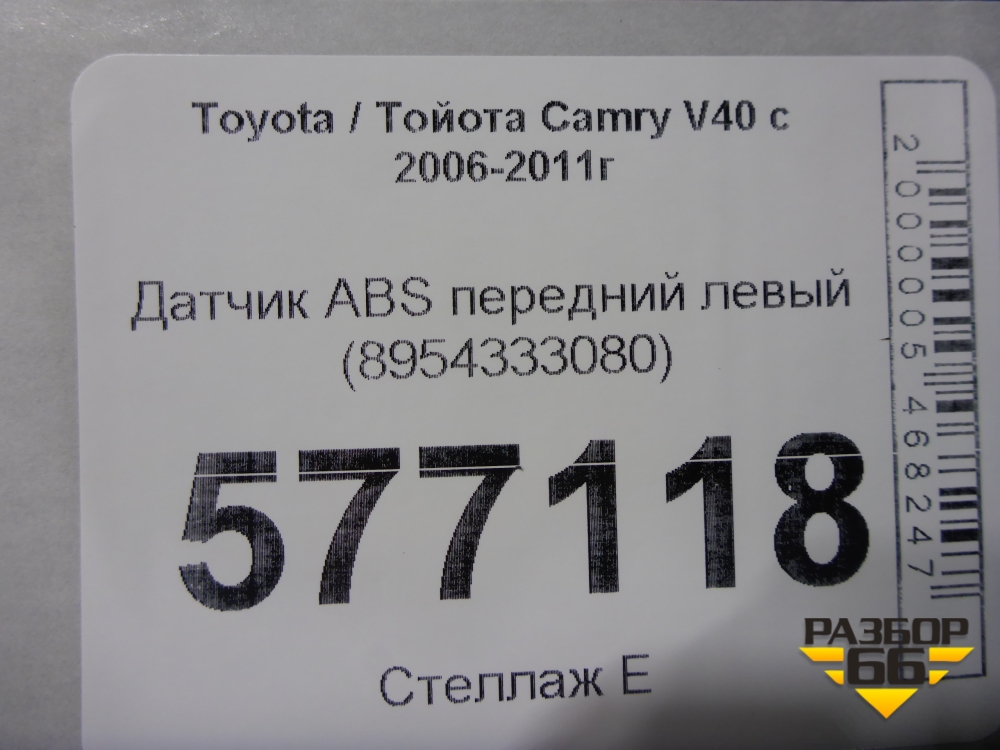 Toyota / Тойота Camry V40 с
2006-2011г
Датчик ABS передний левый
(8954333080)
577118
Стеллаж Е
2000005468247
РАЗБОР
66